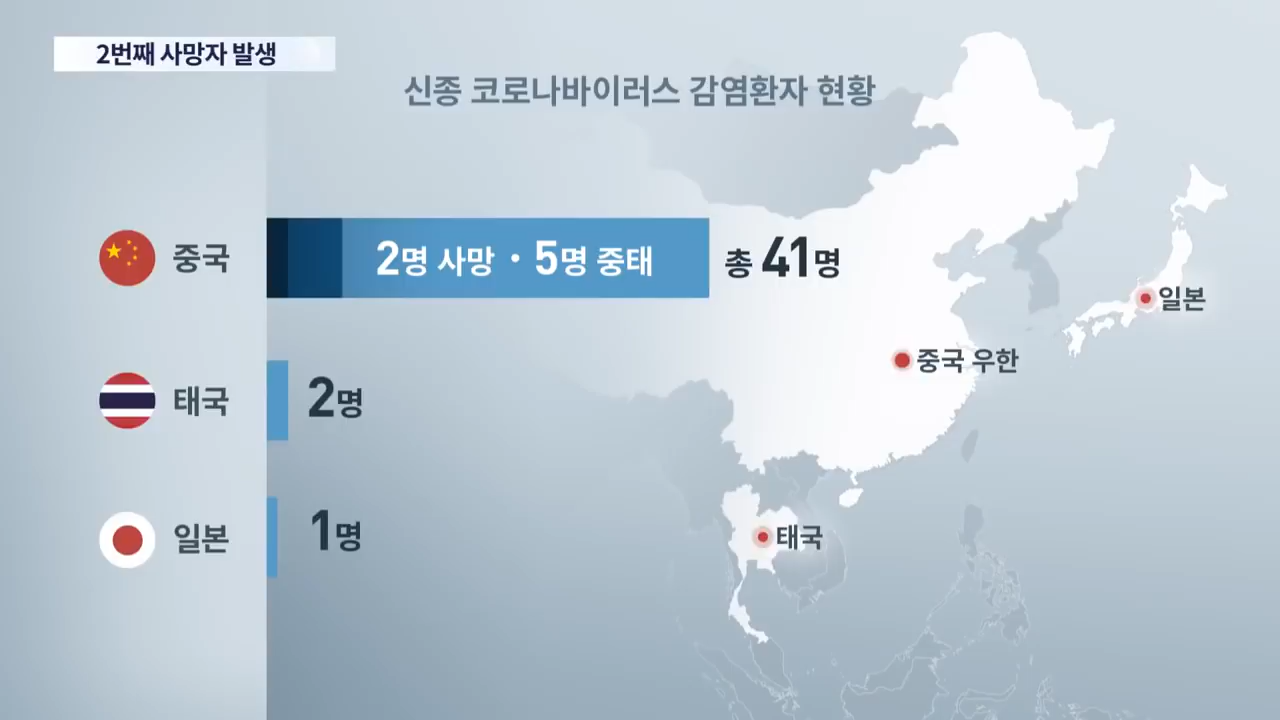 2번째 사망자 발생
신종 코로나바이러스 감염환자 현황
중국
2명 사망 · 5명 중태
총 41명
일본
중국 우한
태국
2명
일본
1명
태국